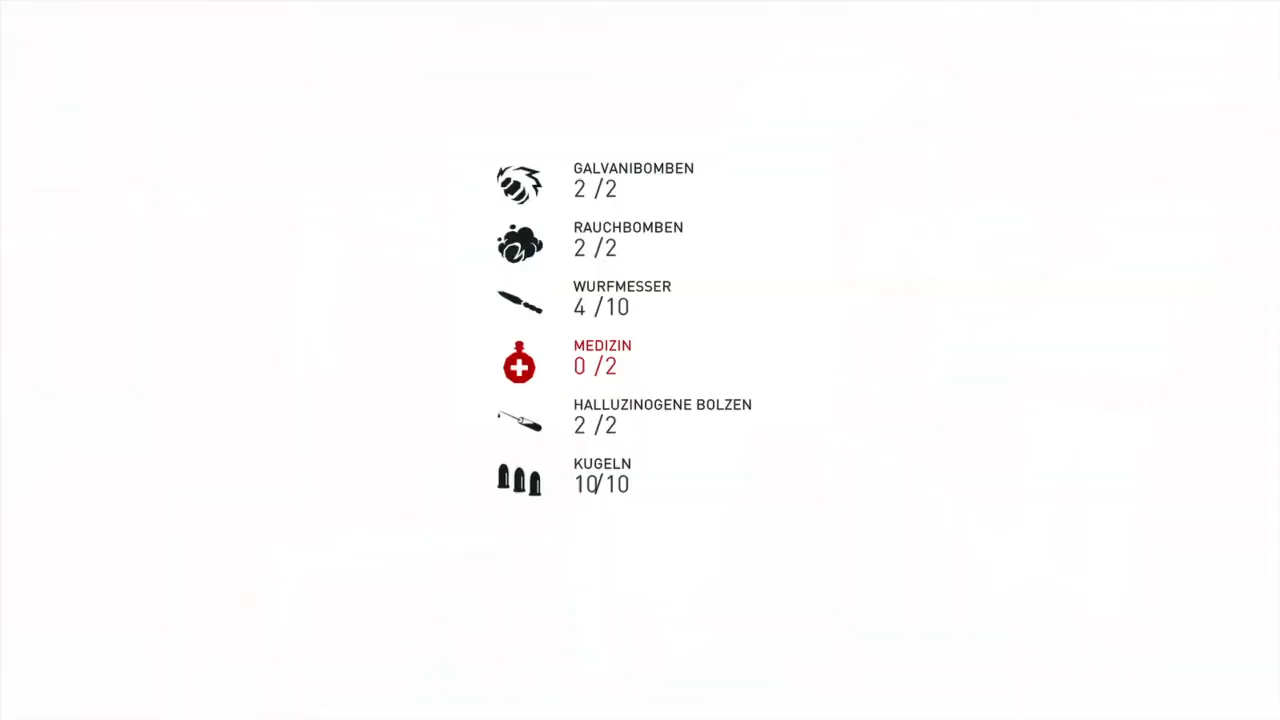 GALVANIBOMBEN
2 /2
RAUCHBOMBEN
2 /2
WURFMESSER
4 /10
MEDIZIN
0 /2
HALLUZINOGENE BOLZEN
2 /2
KUGELN
10/10